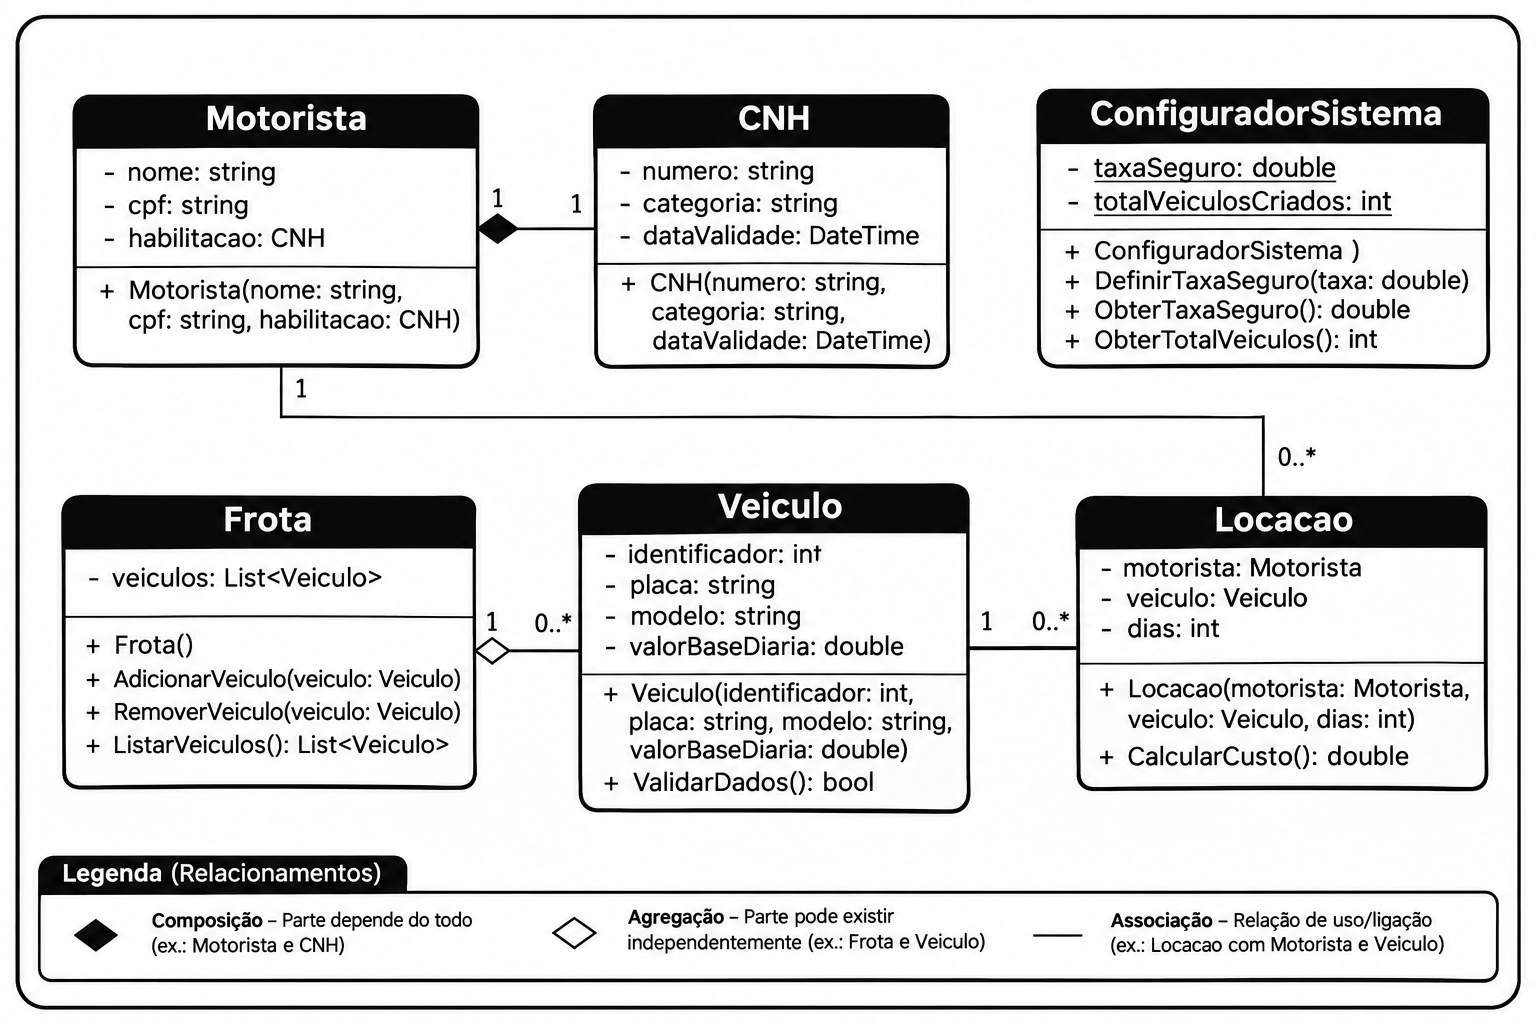 Motorista
- nome: string
- cpf: string
- habilitacao: CNH
+ Motorista(nome: string,
cpf: string, habilitacao: CNH)
1
1
CNH
- numero: string
- categoria: string
- dataValidade: DateTime
+ CNH(numero: string,
categoria: string,
dataValidade: DateTime)
ConfiguradorSistema
- taxaSeguro: double
- totalVeiculosCriados: int
+ ConfiguradorSistema )
+ DefinirTaxaSeguro(taxa: double)
+ ObterTaxaSeguro(): double
+ ObterTotalVeiculos(): int
1
0..*
Frota
- veiculos: List<Veiculo>
+ Frota()
+ AdicionarVeiculo(veiculo: Veiculo)
+ RemoverVeiculo(veiculo: Veiculo)
+ ListarVeiculos(): List<Veiculo>
1
0..*
Veiculo
- identificador: int
- placa: string
- modelo: string
- valorBaseDiaria: double
+ Veiculo(identificador: int,
placa: string, modelo: string,
valorBaseDiaria: double)
+ ValidarDados(): bool
1
0..*
Locacao
- motorista: Motorista
- veiculo: Veiculo
- dias: int
+ Locacao(motorista: Motorista,
veiculo: Veiculo, dias: int)
+ CalcularCusto(): double
Legenda (Relacionamentos)
Composição – Parte depende do todo
(ex.: Motorista e CNH)
Agregação – Parte pode existir
independentemente (ex.: Frota e Veiculo)
Associação – Relação de uso/ligação
(ex.: Locacao com Motorista e Veiculo)